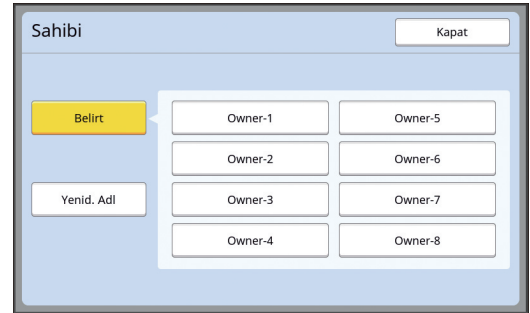 Sahibi
Kapat
Belirt
Owner-1
Owner-5
Owner-2
Owner-6
Yenid. Adl
Owner-3
Owner-7
Owner-4
Owner-8